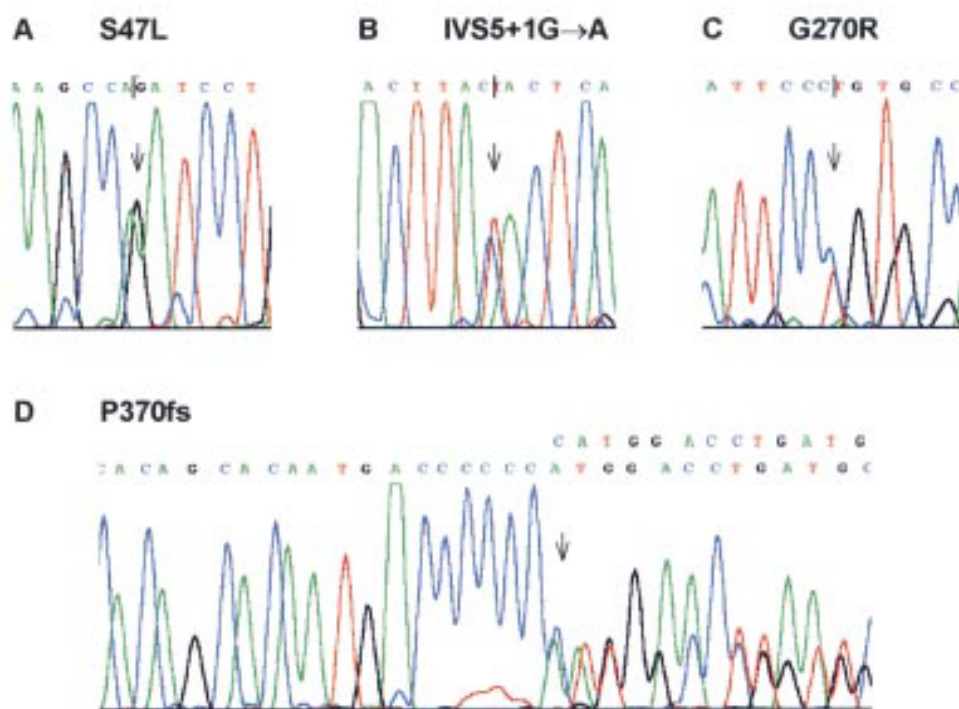 A S47L
B IVS5+1G→A
C G270R
A A G C C A/G A T C C T
A C T T A C/T A C T C A
A T T C C C/T G T G C C
D P370fs
C A T G G A C C T G A T G
C A C A G C A C A A T G A C C C C C C A T G G A C C T G A T G C